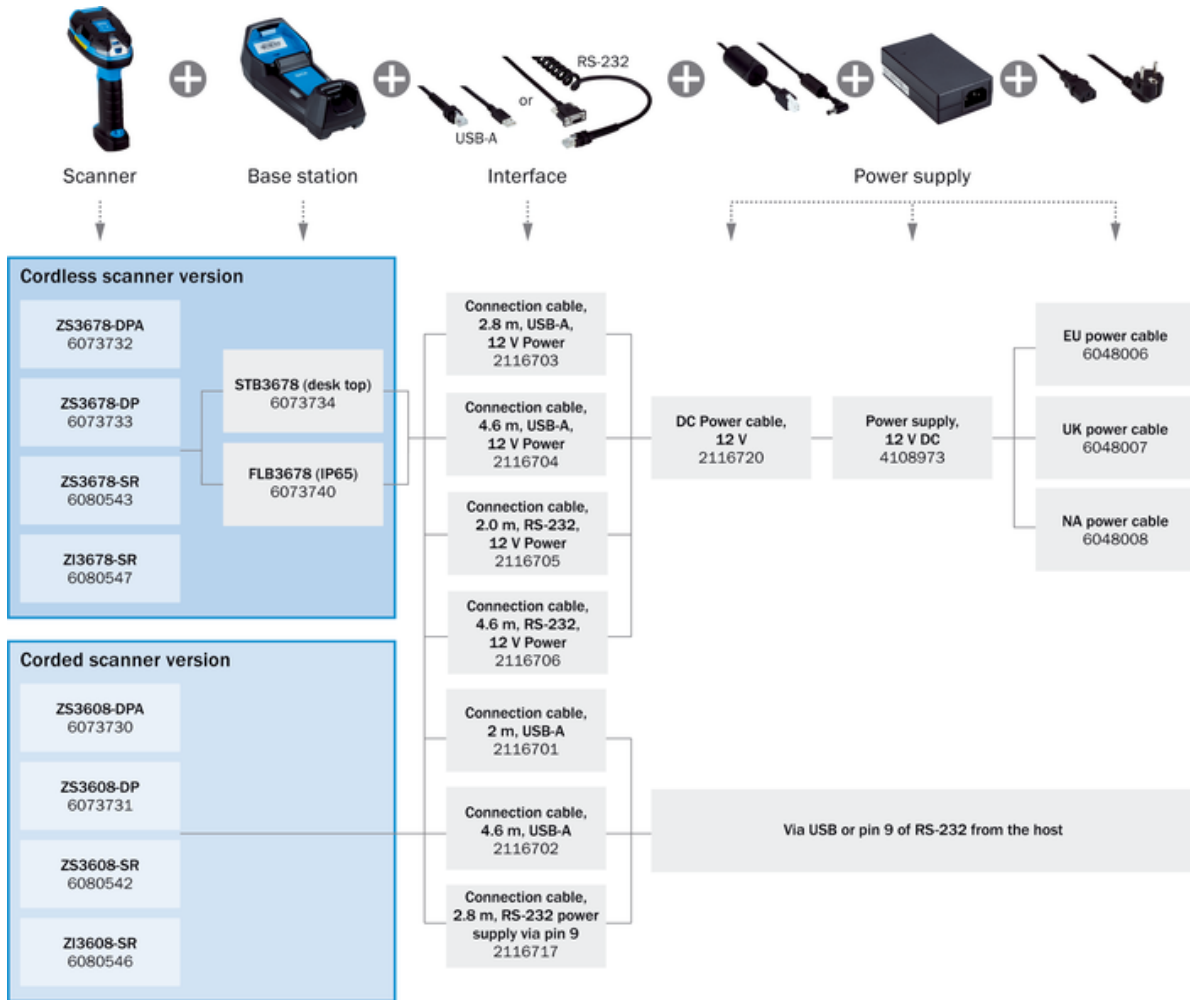 RS-232
or
USB-A
Scanner
Base station
Interface
Power supply
Cordless scanner version
ZS3678-DPA
6073732
ZS3678-DP
6073733
ZS3678-SR
6080543
ZI3678-SR
6080547
STB3678 (desk top)
6073734
FLB3678 (IP65)
6073740
Connection cable,
2.8 m, USB-A,
12 V Power
2116703
Connection cable,
4.6 m, USB-A,
12 V Power
2116704
Connection cable,
2.0 m, RS-232,
12 V Power
2116705
Connection cable,
4.6 m, RS-232,
12 V Power
2116706
DC Power cable,
12 V
2116720
Power supply,
12 V DC
4108973
EU power cable
6048006
UK power cable
6048007
NA power cable
6048008
Corded scanner version
ZS3608-DPA
6073730
ZS3608-DP
6073731
ZS3608-SR
6080542
ZI3608-SR
6080546
Connection cable,
2 m, USB-A
2116701
Connection cable,
4.6 m, USB-A
2116702
Connection cable,
2.8 m, RS-232 power
supply via pin 9
2116717
Via USB or pin 9 of RS-232 from the host